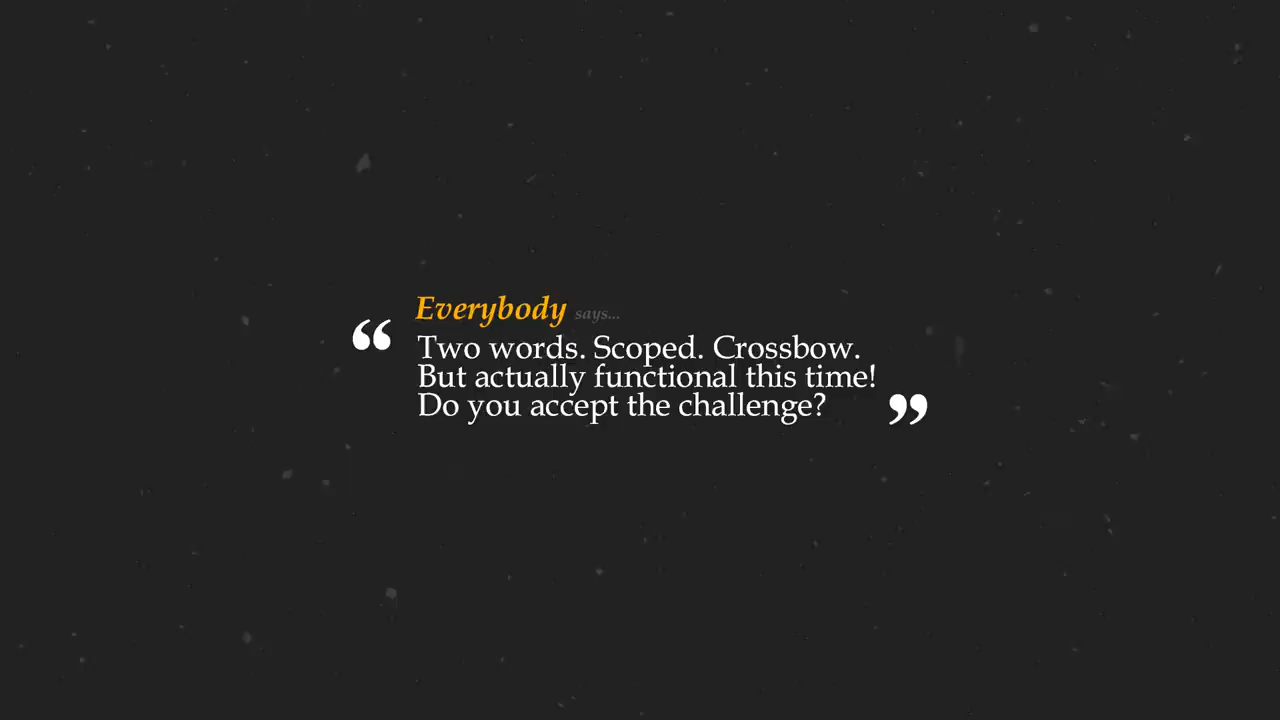 Everybody says...
“ Two words. Scoped. Crossbow.
But actually functional this time!
Do you accept the challenge? ”